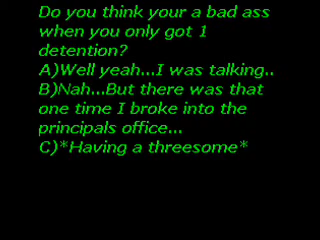 Do you think your a bad ass
when you only got 1
detention?
A)Well yeah...I was talking..
B)Nah...But there was that
one time I broke into the
principals office...
C)*Having a threesome*